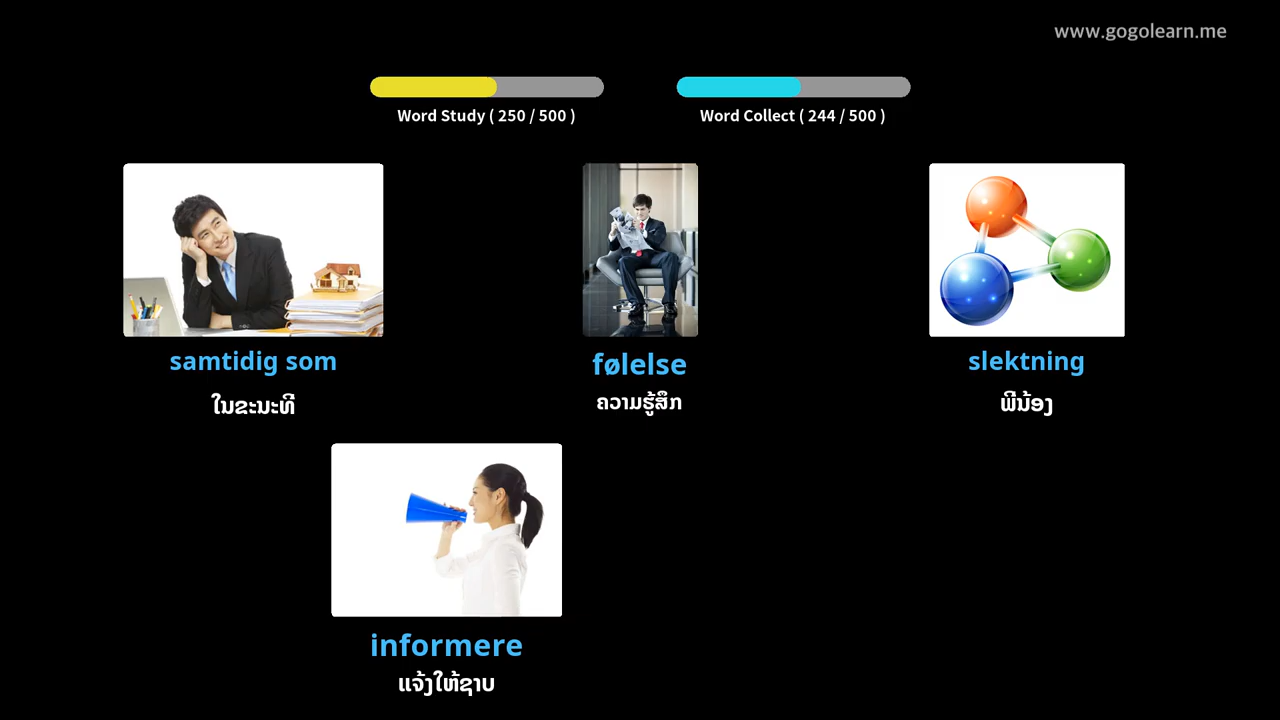 www.gogolearn.me
Word Study ( 250 / 500 )
Word Collect ( 244 / 500 )
samtidig som
følelse
slektning
ໃນຂະນະທີ
ຄວາມຮູ້ສຶກ
ພີນ້ອງ
informere
ແຈ້ງໃຫ້ຊາບ